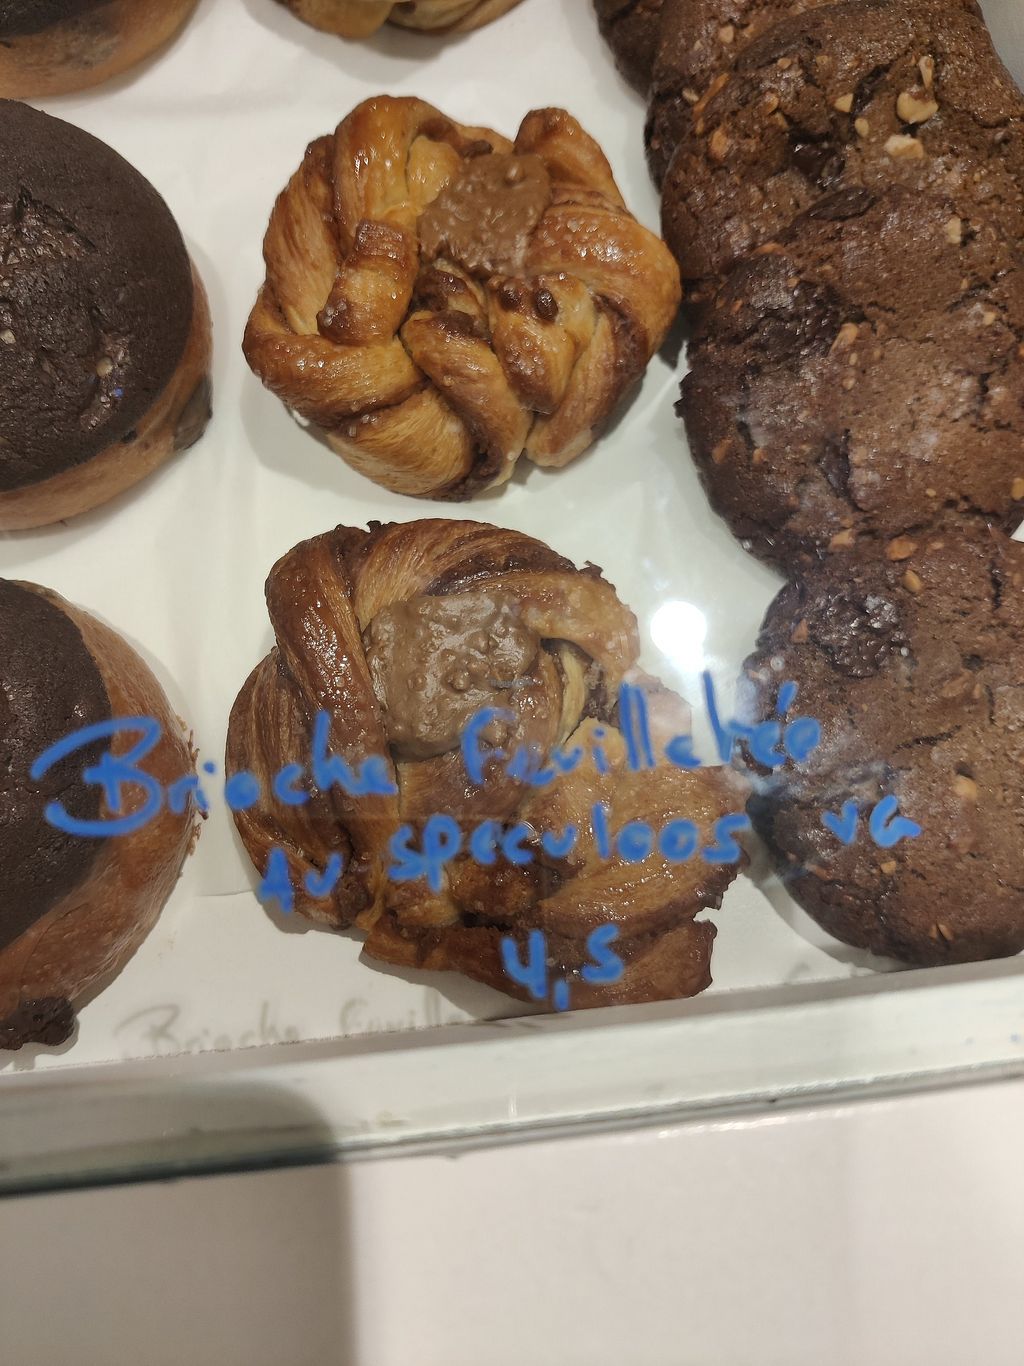 Brioche Feuilletée
Au speculoos vG
4,5